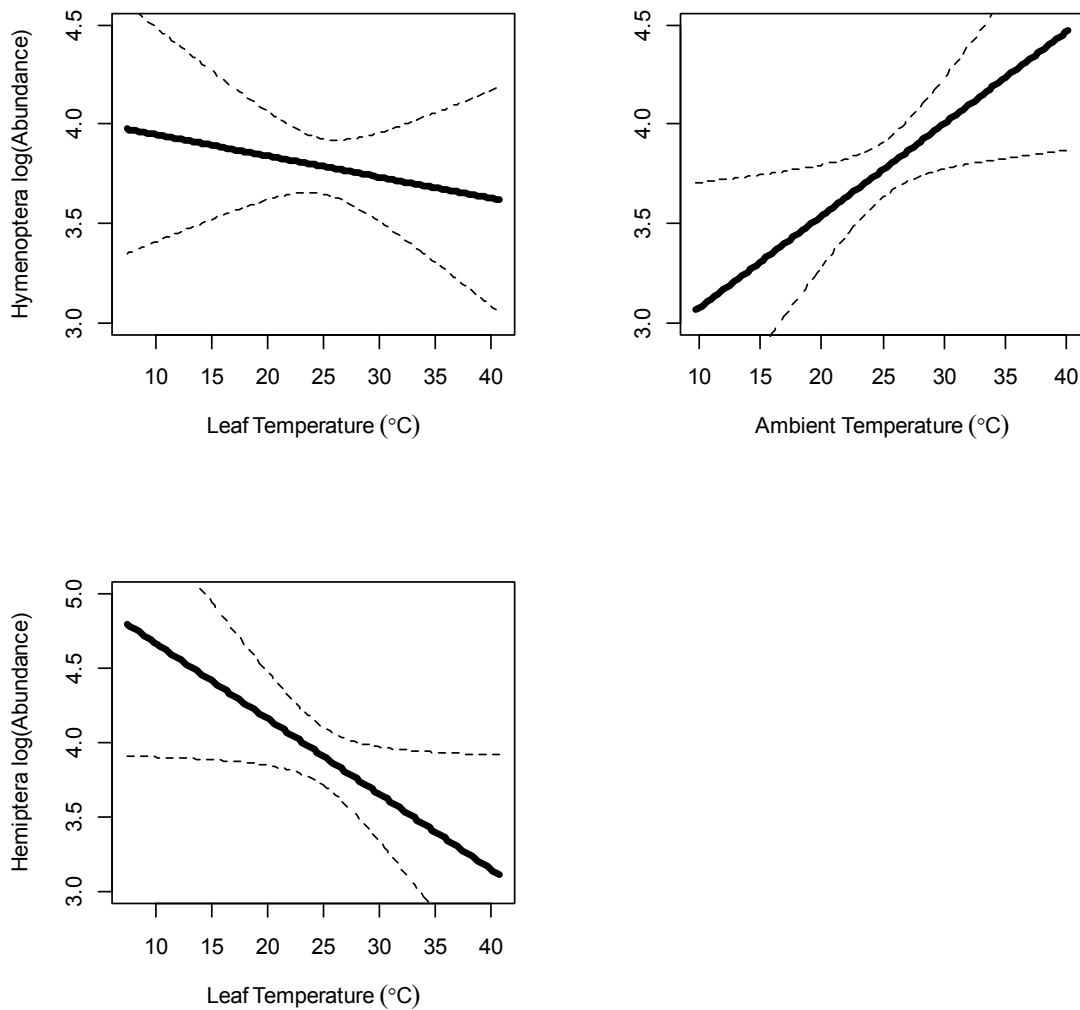 Hymenoptera log(Abundance)
4.5
4.0
3.5
3.0
10 15 20 25 30 35 40
Leaf Temperature (°C)
4.5
4.0
3.5
3.0
10 15 20 25 30 35 40
Ambient Temperature (°C)
Hemiptera log(Abundance)
5.0
4.5
4.0
3.5
3.0
10 15 20 25 30 35 40
Leaf Temperature (°C)